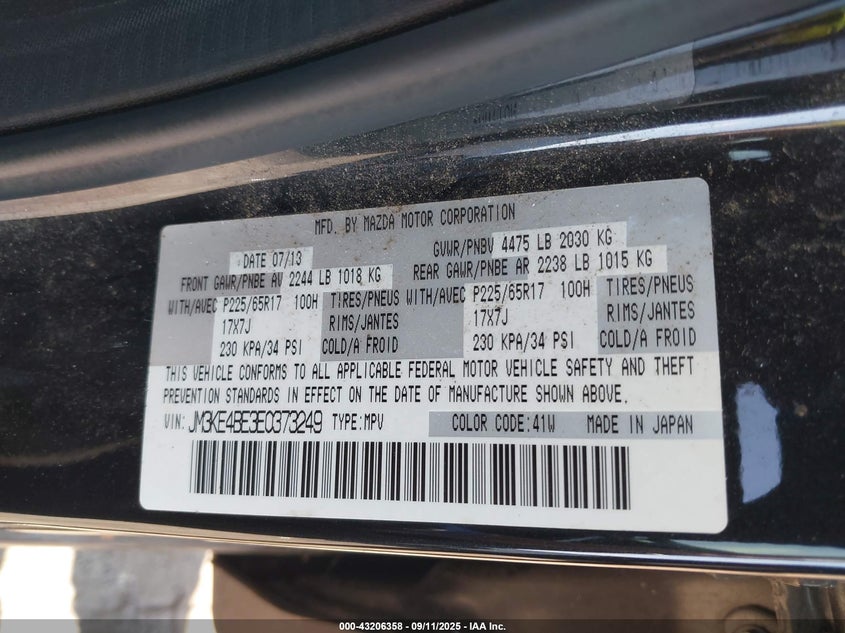 MFD. BY MAZDA MOTOR CORPORATION
DATE 07/13 GVWR/PNBV 4475 LB 2030 KG
FRONT GAWR/PNBE AV 2244 LB 1018 KG REAR GAWR/PNBE AR 2238 LB 1015 KG
WITH/AVEC P225/65R17 100H TIRES/PNEUS WITH/AVEC P225/65R17 100H TIRES/PNEUS
17X7J RIMS/JANTES 17X7J RIMS/JANTES
230 KPA/34 PSI COLD/A FROID 230 KPA/34 PSI COLD/A FROID
THIS VEHICLE CONFORMS TO ALL APPLICABLE FEDERAL MOTOR VEHICLE SAFETY AND THEFT
PREVENTION STANDARDS IN EFFECT ON THE DATE OF MANUFACTURE SHOWN ABOVE.
VIN: JM3KE4BE3E0373249 TYPE: MPV COLOR CODE: 41W MADE IN JAPAN
000-43206358 - 09/11/2025 - IAA Inc.